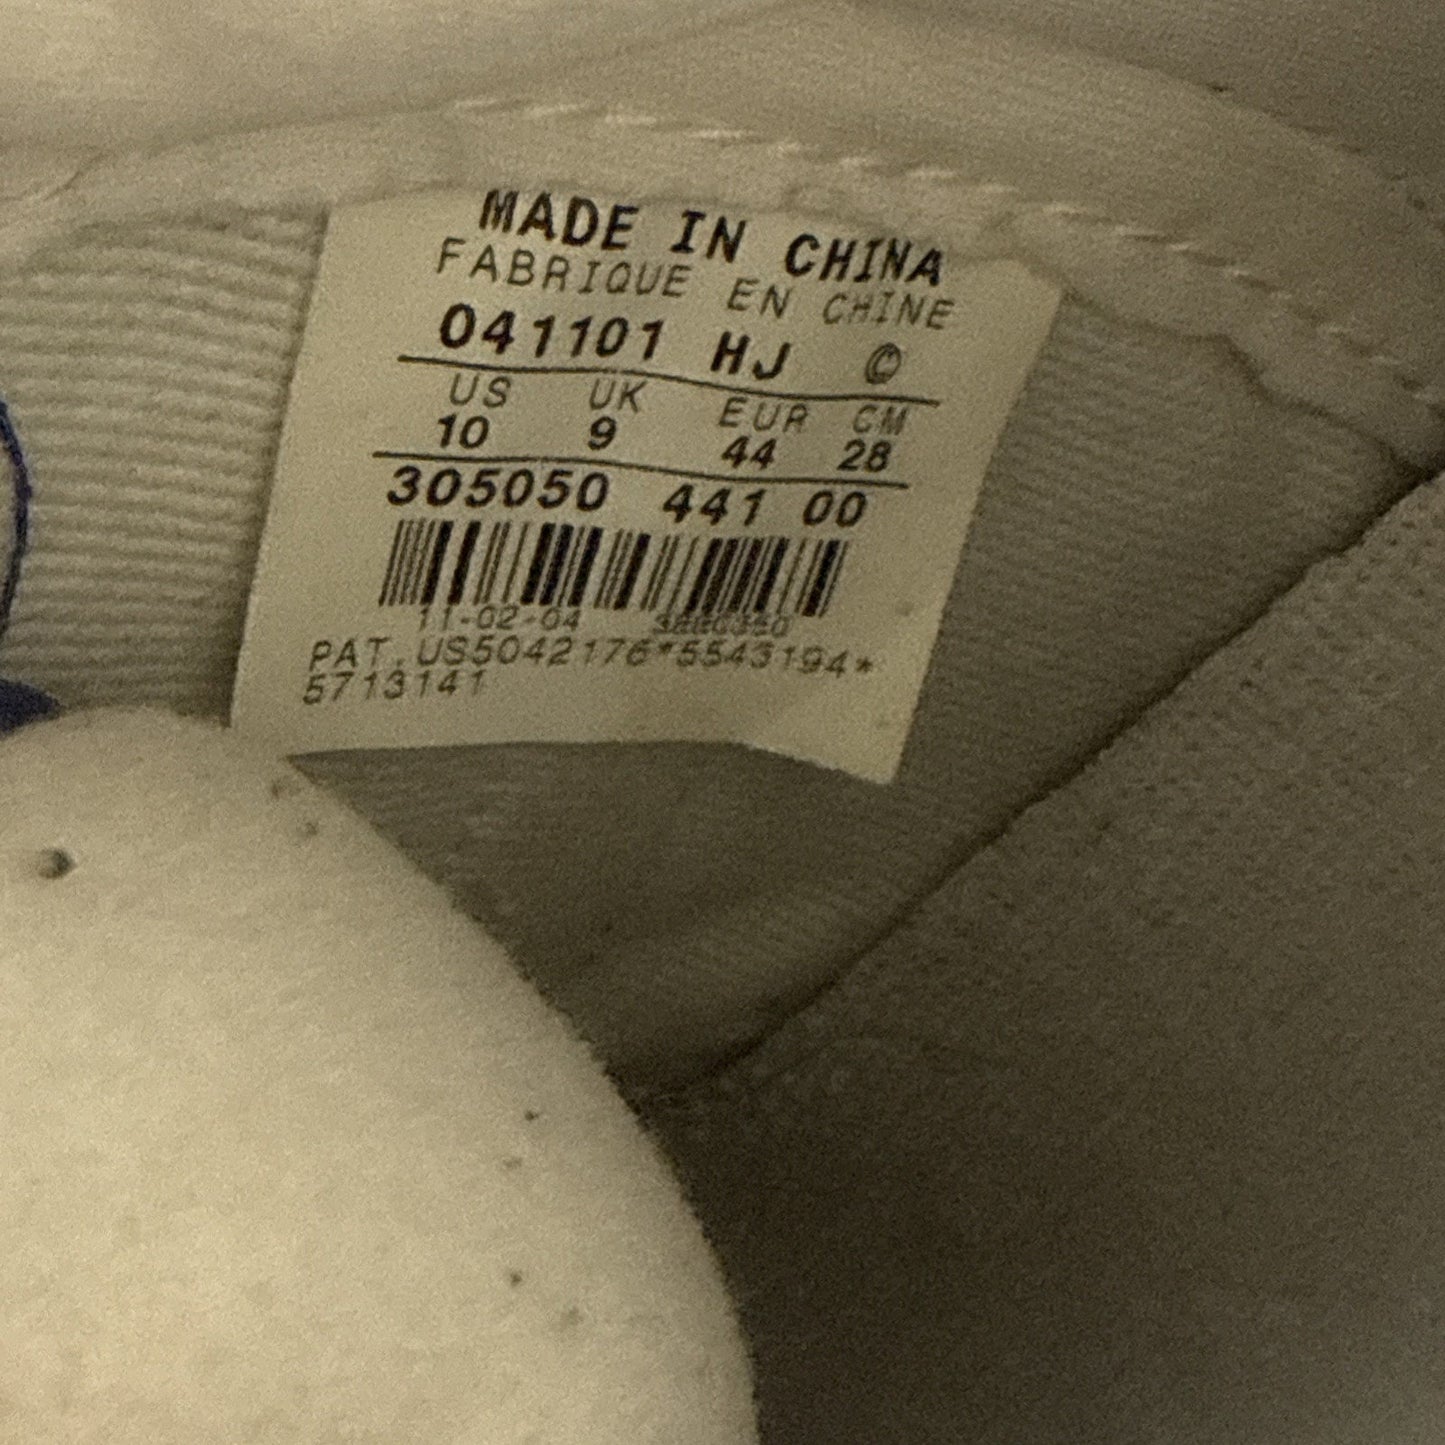 MADE IN CHINA
FABRIQUE EN CHINE
041101 HJ ©
US UK EUR CM
10 9 44 28
305050 441 00
11-02-04
PAT.US5042176*5543194*
5713141